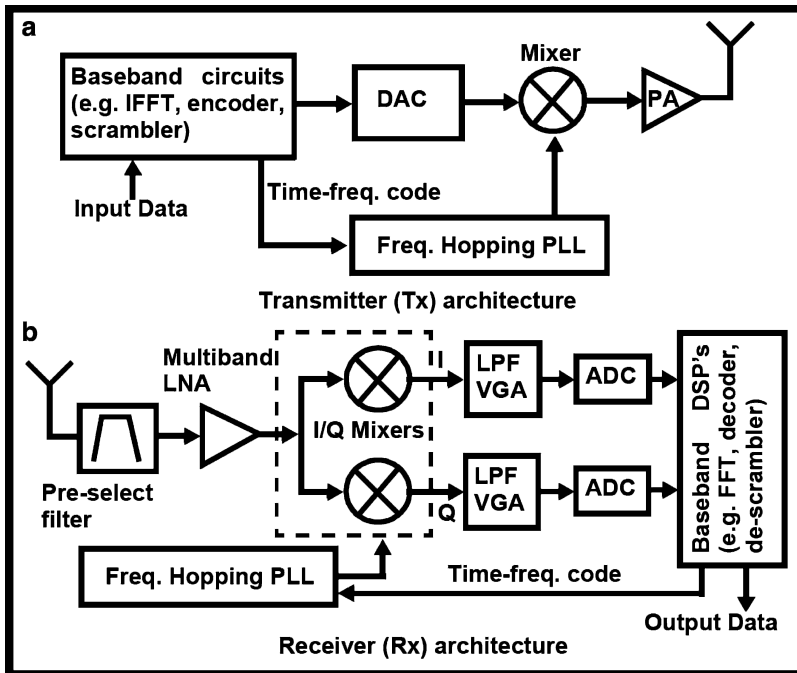 a
Mixer
Baseband circuits
(e.g. IFFT, encoder,
scrambler)
DAC
PA
Input Data
Time-freq. code
Freq. Hopping PLL
Transmitter (Tx) architecture
b
Multiband
LNA
I/Q Mixers
I
LPF
VGA
ADC
Q
LPF
VGA
ADC
Baseband DSP's
(e.g. FFT, decoder,
de-scrambler)
Pre-select
filter
Freq. Hopping PLL
Time-freq. code
Output Data
Receiver (Rx) architecture